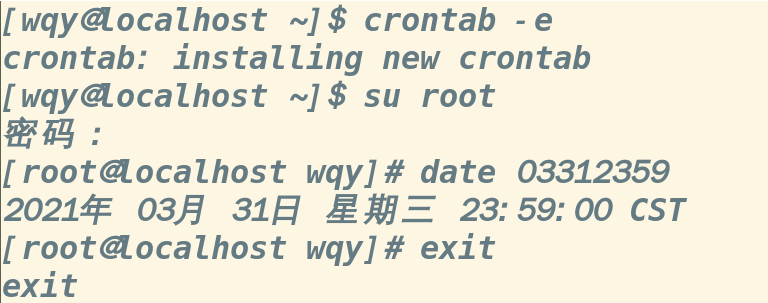 [wqy@localhost ~]$ crontab -e
crontab: installing new crontab
[wqy@localhost ~]$ su root
密码：
[root@localhost wqy]# date 03312359
2021年 03月 31日 星期三 23:59:00 CST
[root@localhost wqy]# exit
exit